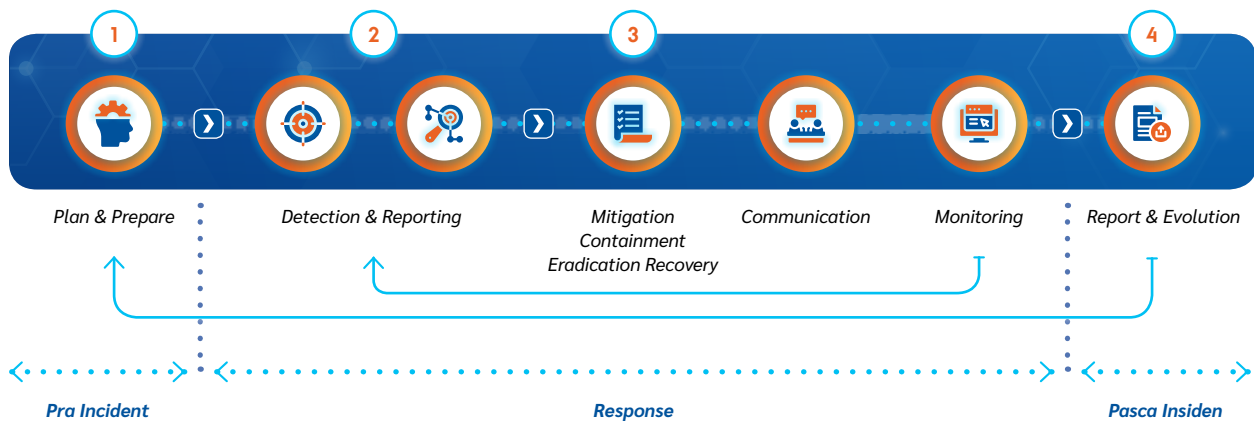 1
2
3
4
Plan & Prepare
Detection & Reporting
Mitigation
Containment
Eradication Recovery
Communication
Monitoring
Report & Evolution
Pra Incident
Response
Pasca Insiden